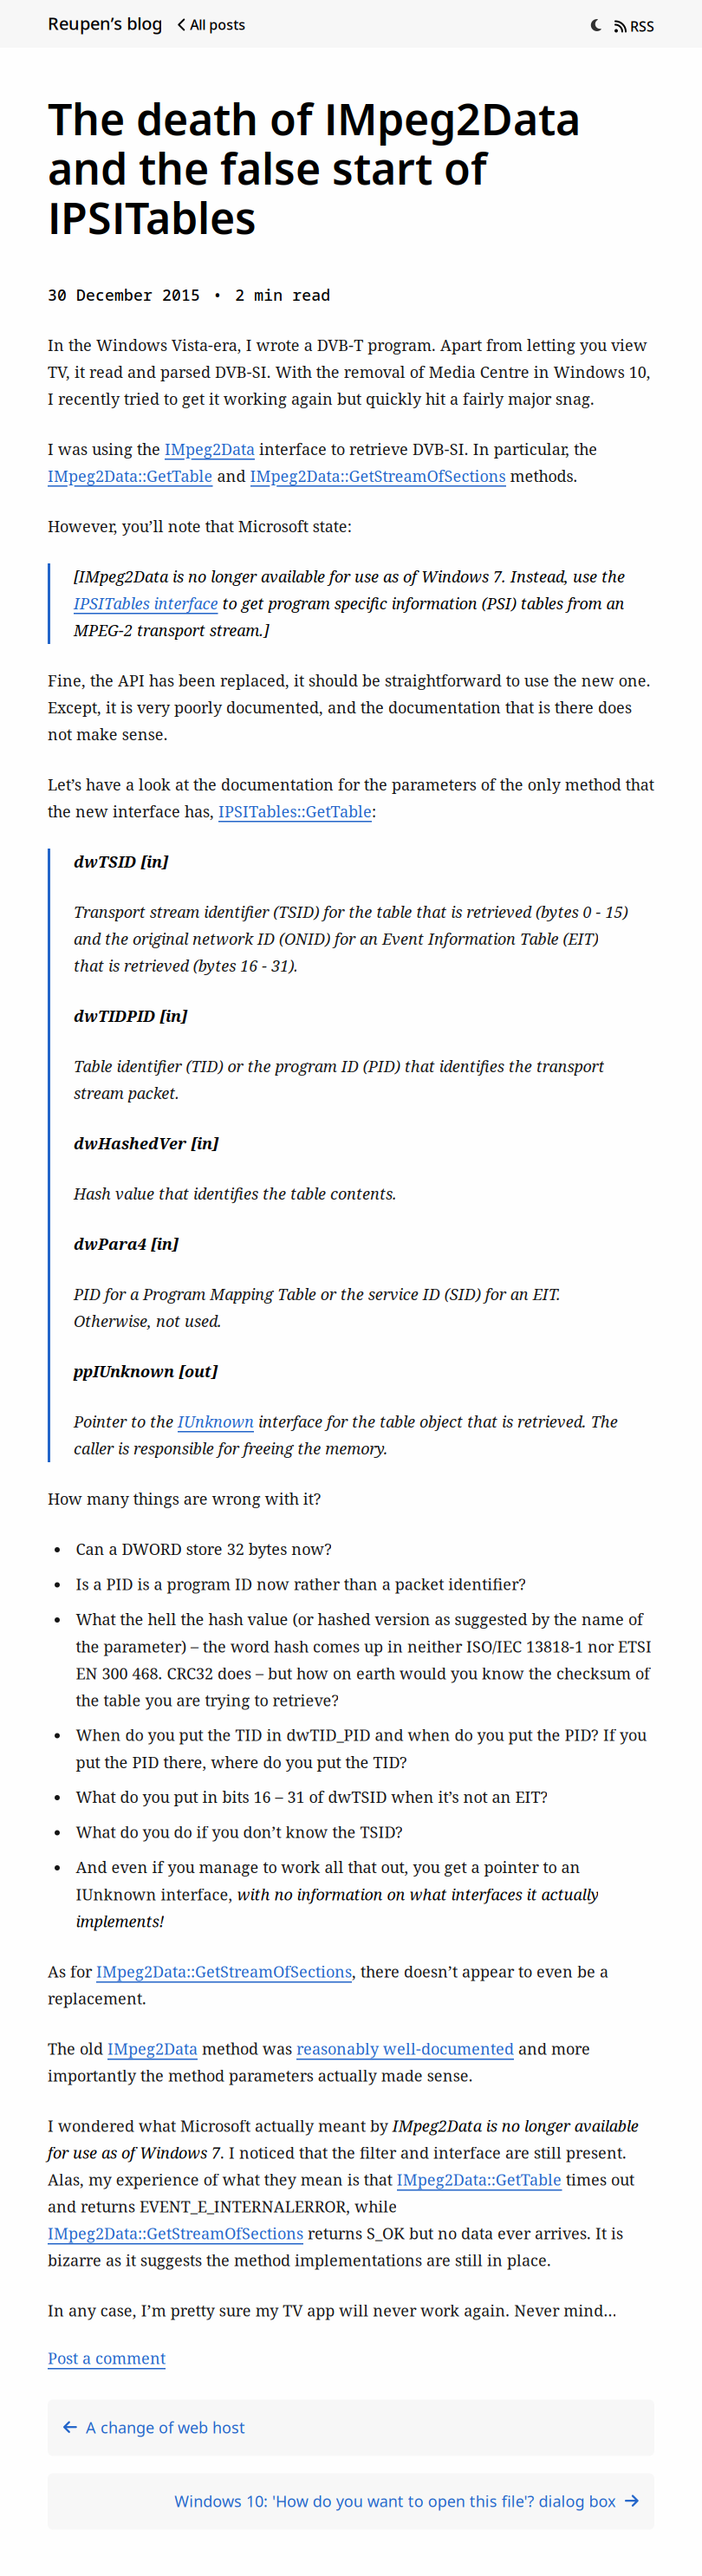 Reupen’s blog
All posts
RSS
The death of IMpeg2Data
and the false start of
IPSITables
30 December 2015 • 2 min read
In the Windows Vista-era, I wrote a DVB-T program. Apart from letting you view
TV, it read and parsed DVB-SI. With the removal of Media Centre in Windows 10,
I recently tried to get it working again but quickly hit a fairly major snag.
I was using the IMpeg2Data interface to retrieve DVB-SI. In particular, the
IMpeg2Data::GetTable and IMpeg2Data::GetStreamOfSections methods.
However, you’ll note that Microsoft state:
[IMpeg2Data is no longer available for use as of Windows 7. Instead, use the
IPSITables interface to get program specific information (PSI) tables from an
MPEG-2 transport stream.]
Fine, the API has been replaced, it should be straightforward to use the new one.
Except, it is very poorly documented, and the documentation that is there does
not make sense.
Let’s have a look at the documentation for the parameters of the only method that
the new interface has, IPSITables::GetTable:
dwTSID [in]
Transport stream identifier (TSID) for the table that is retrieved (bytes 0 - 15)
and the original network ID (ONID) for an Event Information Table (EIT)
that is retrieved (bytes 16 - 31).
dwTIDPID [in]
Table identifier (TID) or the program ID (PID) that identifies the transport
stream packet.
dwHashedVer [in]
Hash value that identifies the table contents.
dwPara4 [in]
PID for a Program Mapping Table or the service ID (SID) for an EIT.
Otherwise, not used.
ppIUnknown [out]
Pointer to the IUnknown interface for the table object that is retrieved. The
caller is responsible for freeing the memory.
How many things are wrong with it?
• Can a DWORD store 32 bytes now?
• Is a PID is a program ID now rather than a packet identifier?
• What the hell the hash value (or hashed version as suggested by the name of
the parameter) – the word hash comes up in neither ISO/IEC 13818-1 nor ETSI
EN 300 468. CRC32 does – but how on earth would you know the checksum of
the table you are trying to retrieve?
• When do you put the TID in dwTID_PID and when do you put the PID? If you
put the PID there, where do you put the TID?
• What do you put in bits 16 – 31 of dwTSID when it’s not an EIT?
• What do you do if you don’t know the TSID?
• And even if you manage to work all that out, you get a pointer to an
IUnknown interface, with no information on what interfaces it actually
implements!
As for IMpeg2Data::GetStreamOfSections, there doesn’t appear to even be a
replacement.
The old IMpeg2Data method was reasonably well-documented and more
importantly the method parameters actually made sense.
I wondered what Microsoft actually meant by IMpeg2Data is no longer available
for use as of Windows 7. I noticed that the filter and interface are still present.
Alas, my experience of what they mean is that IMpeg2Data::GetTable times out
and returns EVENT_E_INTERNALERROR, while
IMpeg2Data::GetStreamOfSections returns S_OK but no data ever arrives. It is
bizarre as it suggests the method implementations are still in place.
In any case, I’m pretty sure my TV app will never work again. Never mind…
Post a comment
← A change of web host
Windows 10: 'How do you want to open this file'? dialog box →